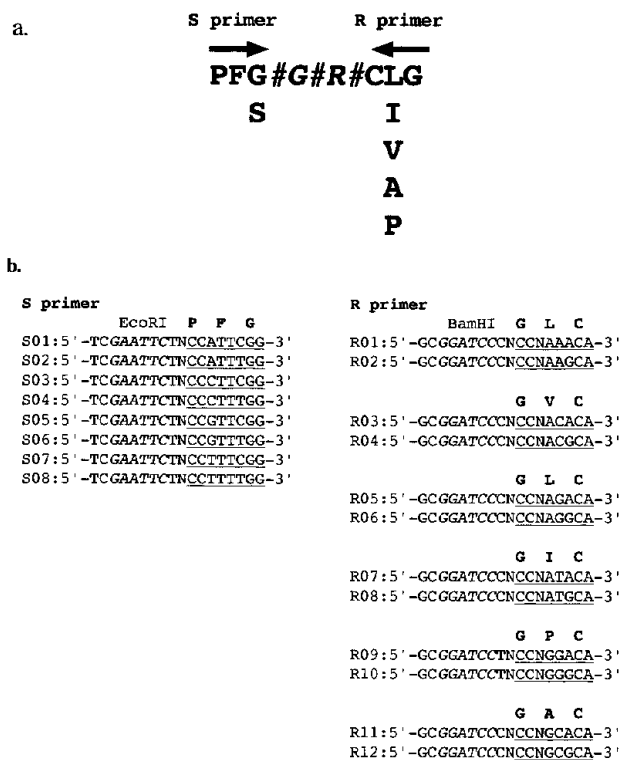 a.
S primer R primer
PFG#G#R#CLG
S I
V
A
P
b.
S primer
EcoRI P F G
S01:5'-TCGAATTCTNCCATTCGG-3'
S02:5'-TCGAATTCTNCCATTTGG-3'
S03:5'-TCGAATTCTNCCCTTCGG-3'
S04:5'-TCGAATTCTNCCCTTTGG-3'
S05:5'-TCGAATTCTNCCGTTCGG-3'
S06:5'-TCGAATTCTNCCGTTTGG-3'
S07:5'-TCGAATTCTNCCTTTCGG-3'
S08:5'-TCGAATTCTNCCTTTTGG-3'
R primer
BamHI G L C
R01:5'-GCGGATCCCNCCNAAACA-3'
R02:5'-GCGGATCCCNCCNAAGCA-3'
G V C
R03:5'-GCGGATCCCNCCNACACA-3'
R04:5'-GCGGATCCCNCCNACGCA-3'
G L C
R05:5'-GCGGATCCCNCCNAGACA-3'
R06:5'-GCGGATCCCNCCNAGGCA-3'
G I C
R07:5'-GCGGATCCCNCCNATACA-3'
R08:5'-GCGGATCCCNCCNATGCA-3'
G P C
R09:5'-GCGGATCCTNCCNGGACA-3'
R10:5'-GCGGATCCTNCCNGGGCA-3'
G A C
R11:5'-GCGGATCCCNCCNGCACA-3'
R12:5'-GCGGATCCCNCCNGCGCA-3'